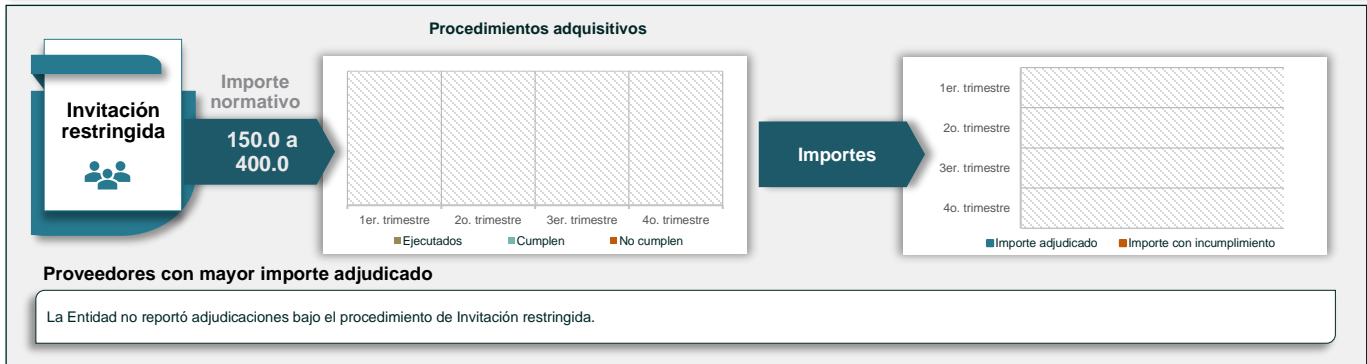 Procedimientos adquisitivos
Invitación
restringida
Importe
normativo
150.0 a
400.0
1er. trimestre 2o. trimestre 3er. trimestre 4o. trimestre
Ejecutados Cumplen No cumplen
Importes
1er. trimestre
2o. trimestre
3er. trimestre
4o. trimestre
Importe adjudicado Importe con incumplimiento
Proveedores con mayor importe adjudicado
La Entidad no reportó adjudicaciones bajo el procedimiento de Invitación restringida.